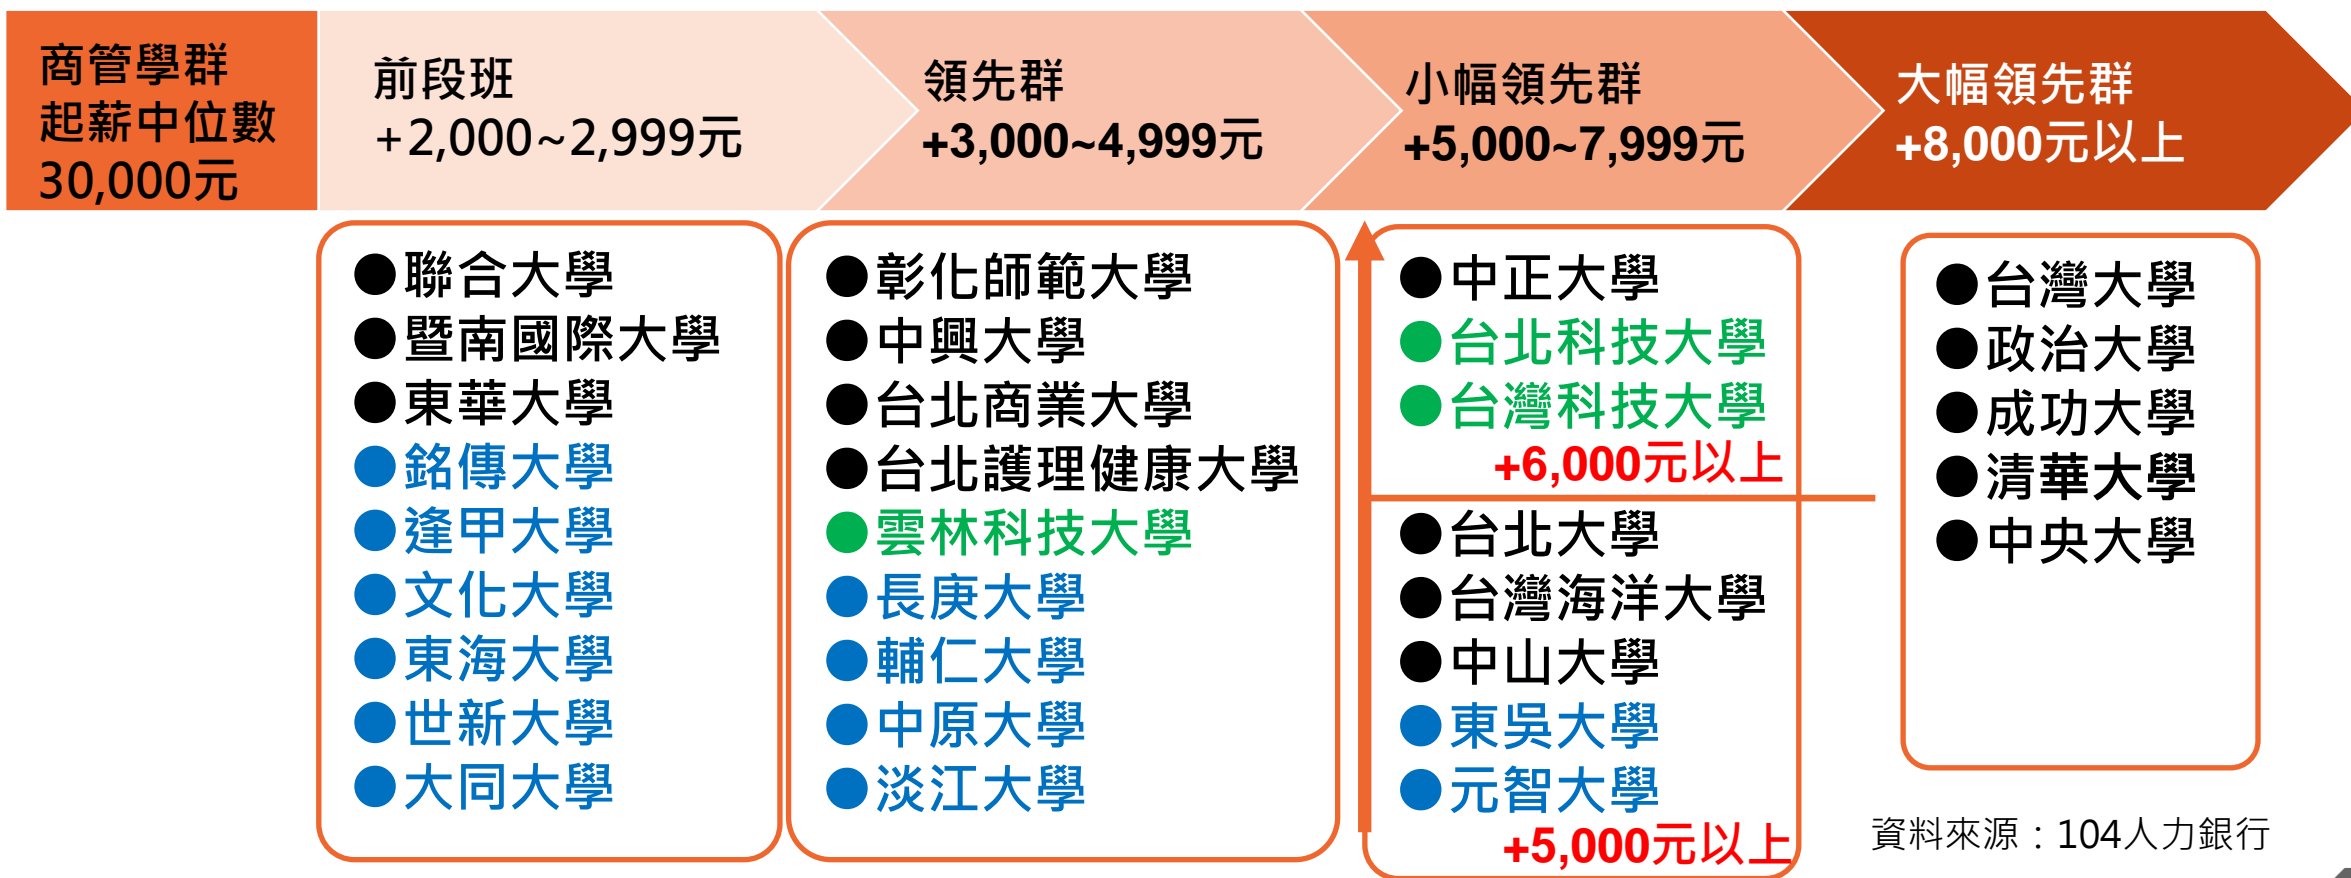 商管學群
起薪中位數
30,000元
前段班
+2,000~2,999元
領先群
+3,000~4,999元
小幅領先群
+5,000~7,999元
大幅領先群
+8,000元以上
●聯合大學
●暨南國際大學
●東華大學
●銘傳大學
●逢甲大學
●文化大學
●東海大學
●世新大學
●大同大學
●彰化師範大學
●中興大學
●台北商業大學
●台北護理健康大學
●雲林科技大學
●長庚大學
●輔仁大學
●中原大學
●淡江大學
●中正大學
●台北科技大學
●台灣科技大學
+6,000元以上
●台北大學
●台灣海洋大學
●中山大學
●東吳大學
●元智大學
+5,000元以上
●台灣大學
●政治大學
●成功大學
●清華大學
●中央大學
資料來源：104人力銀行